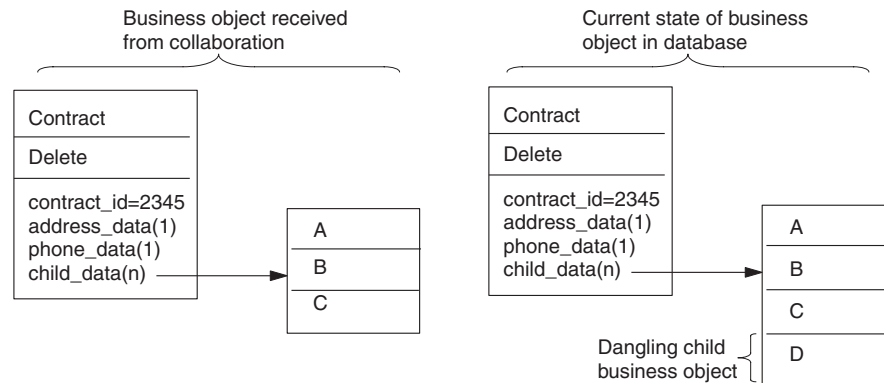 Business object received
from collaboration
Contract
Delete
contract_id=2345
address_data(1)
phone_data(1)
child_data(n)
A
B
C
Current state of business
object in database
Contract
Delete
contract_id=2345
address_data(1)
phone_data(1)
child_data(n)
A
B
C
D
Dangling child
business object